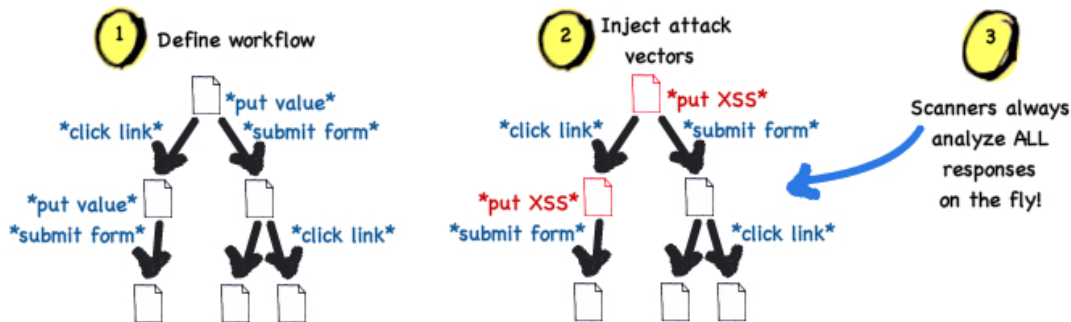 1
Define workflow
*put value*
*click link*
*submit form*
*put value*
*submit form*
*click link*
2
Inject attack
vectors
*put XSS*
*click link*
*submit form*
*put XSS*
*submit form*
*click link*
3
Scanners always
analyze ALL
responses
on the fly!